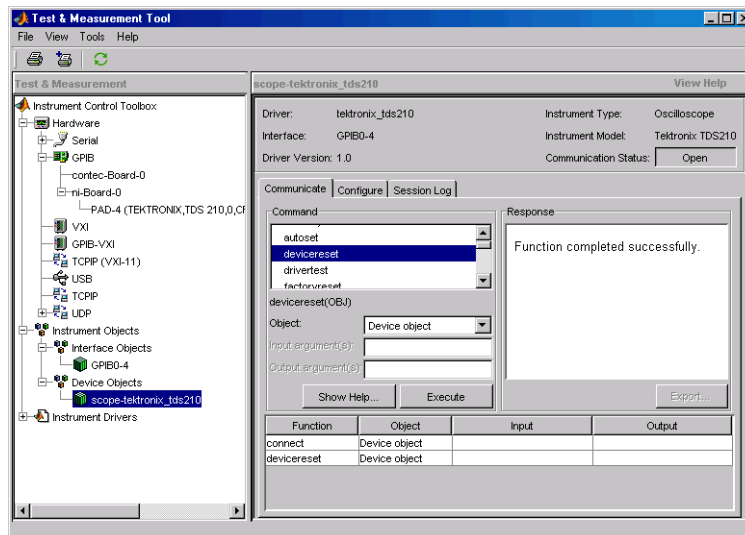 Test & Measurement Tool
File View Tools Help
Test & Measurement
Instrument Control Toolbox
Hardware
Serial
GPIB
contec-Board-0
ni-Board-0
PAD-4 (TEKTRONIX,TDS 210,0,CF
VXI
GPIB-VXI
TCPIP (VXI-11)
USB
TCPIP
UDP
Instrument Objects
Interface Objects
GPIB0-4
Device Objects
scope-tektronix_tds210
Instrument Drivers
scope-tektronix_tds210 View Help
Driver: tektronix_tds210 Instrument Type: Oscilloscope
Interface: GPIB0-4 Instrument Model: Tektronix TDS210
Driver Version: 1.0 Communication Status: Open
Communicate Configure Session Log
Command
autoset
devicereset
drivertest
factoryreset
devicereset(OBJ)
Object: Device object
Input argument(s):
Output argument(s):
Show Help... Execute
Response
Function completed successfully.
Export...
Function Object Input Output
connect Device object
devicereset Device object